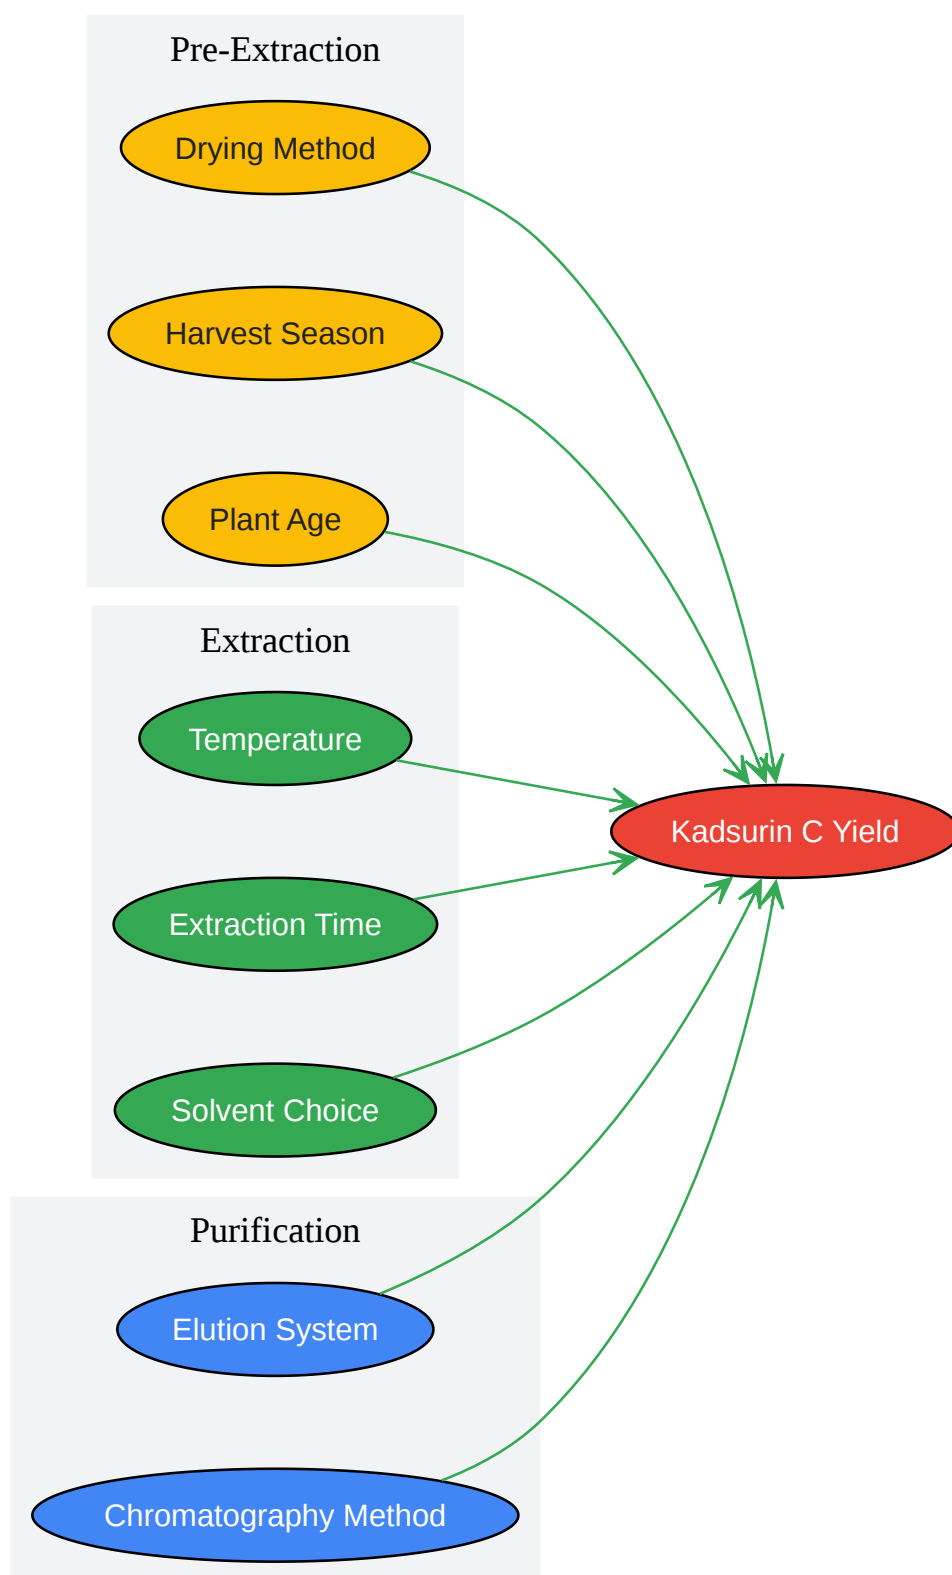 Pre-Extraction
Drying Method
Harvest Season
Plant Age
Extraction
Temperature
Extraction Time
Solvent Choice
Kadsurin C Yield
Purification
Elution System
Chromatography Method